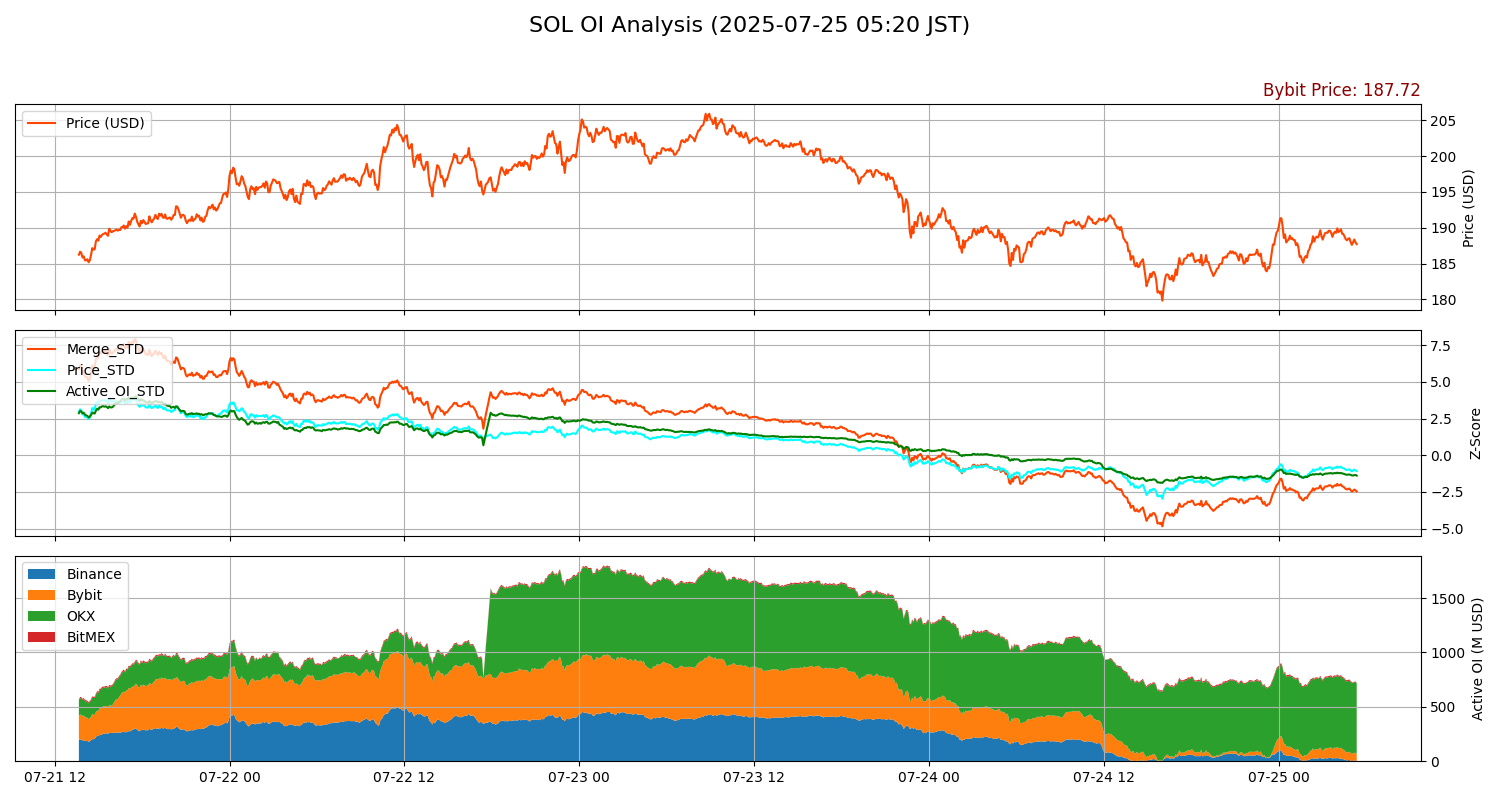 SOL OI Analysis (2025-07-25 05:20 JST)
Bybit Price: 187.72
Price (USD)
205
200
195
190
185
180
Price (USD)
Merge_STD
Price_STD
Active_OI_STD
7.5
5.0
2.5
0.0
−2.5
−5.0
Z-Score
Binance
Bybit
OKX
BitMEX
1500
1000
500
0
Active OI (M USD)
07-21 12
07-22 00
07-22 12
07-23 00
07-23 12
07-24 00
07-24 12
07-25 00